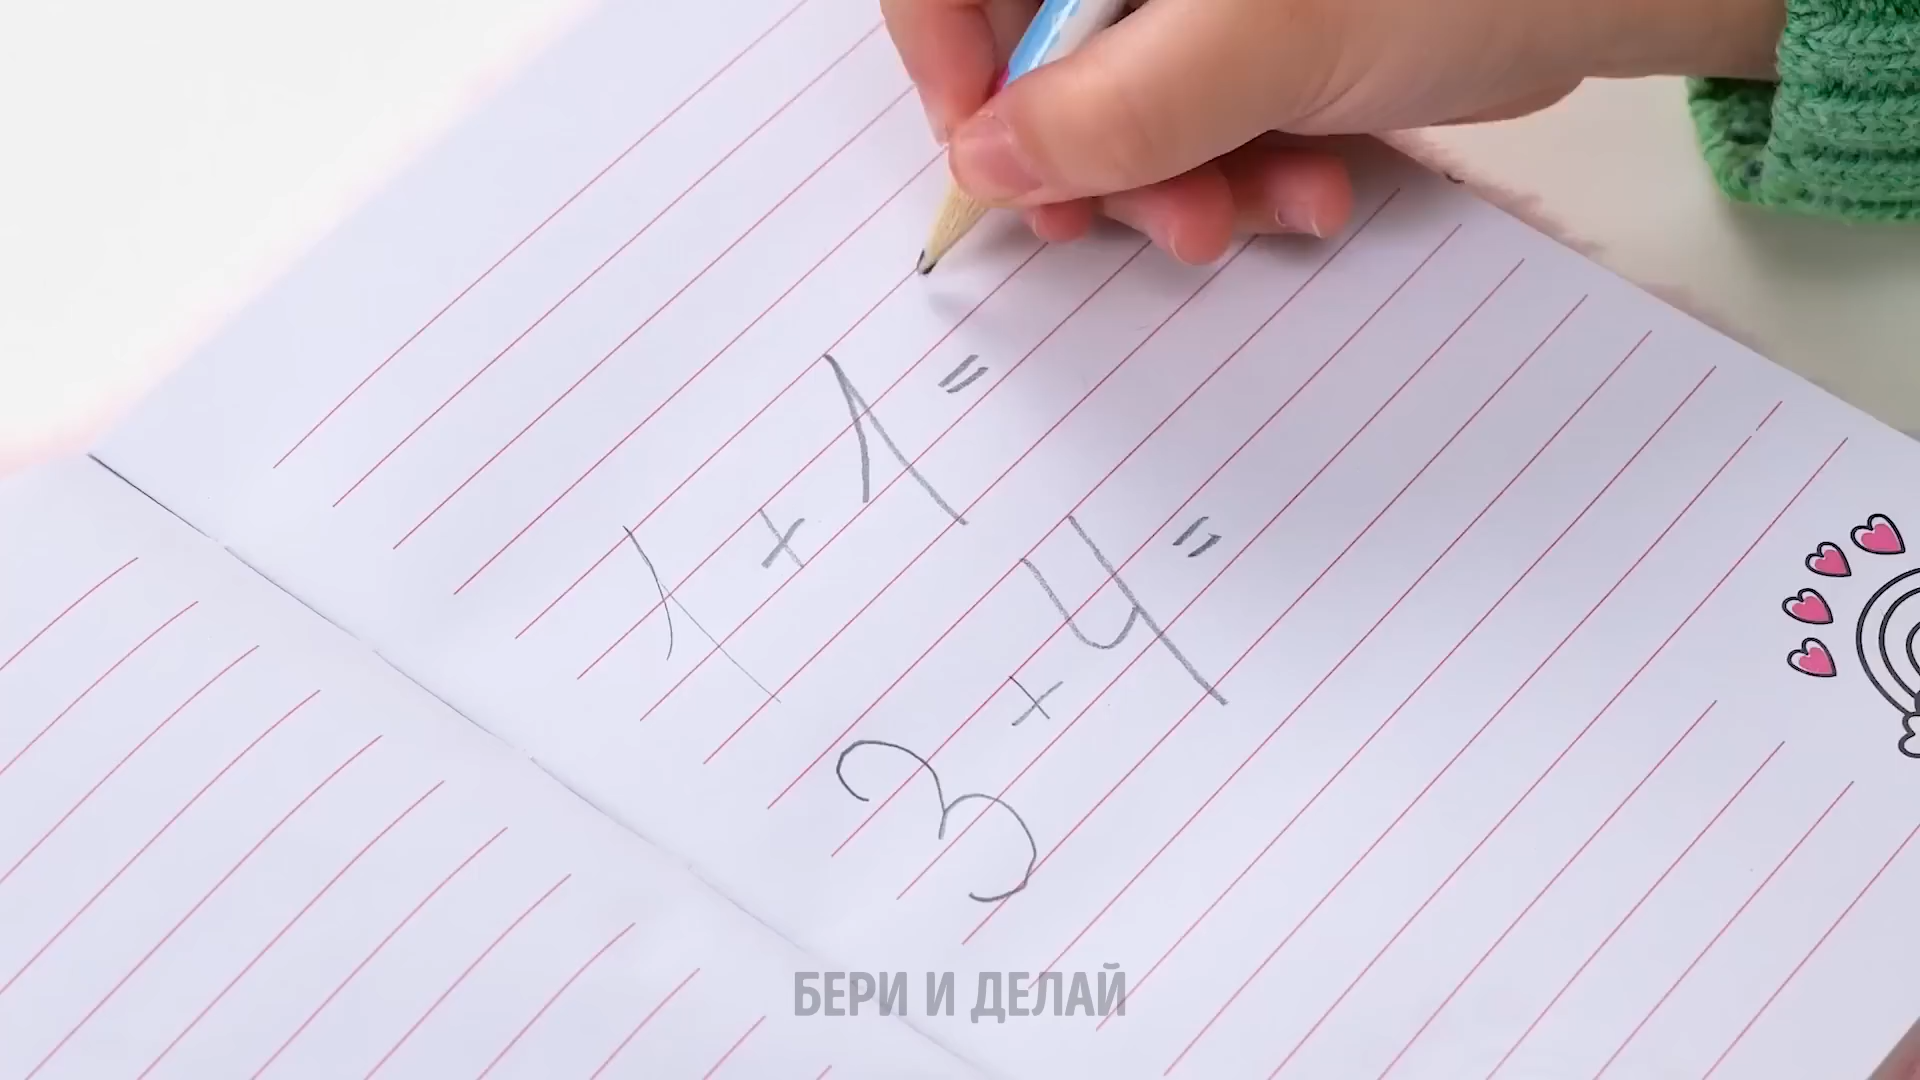 1 + 1 =
3 + 4 =
БЕРИ И ДЕЛАЙ